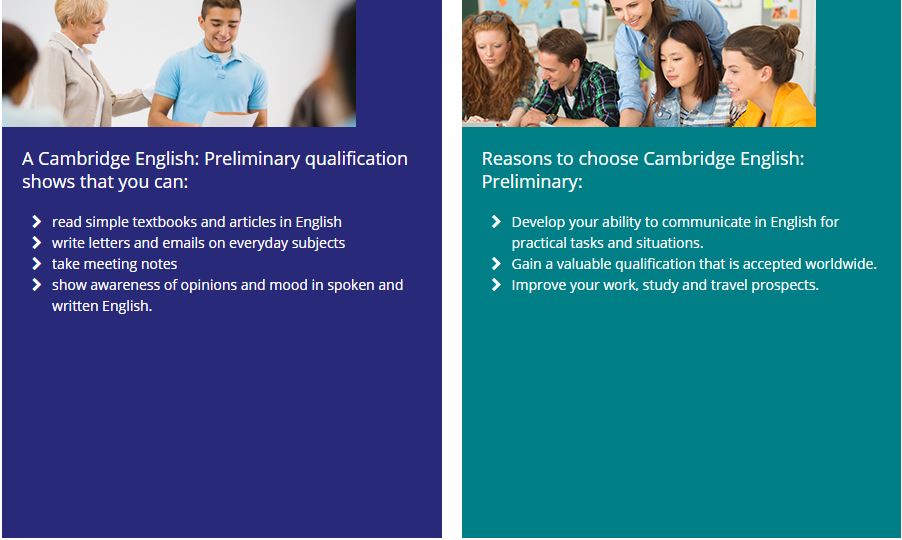 A Cambridge English: Preliminary qualification
shows that you can:
read simple textbooks and articles in English
write letters and emails on everyday subjects
take meeting notes
show awareness of opinions and mood in spoken and
written English.
Reasons to choose Cambridge English:
Preliminary:
Develop your ability to communicate in English for
practical tasks and situations.
Gain a valuable qualification that is accepted worldwide.
Improve your work, study and travel prospects.